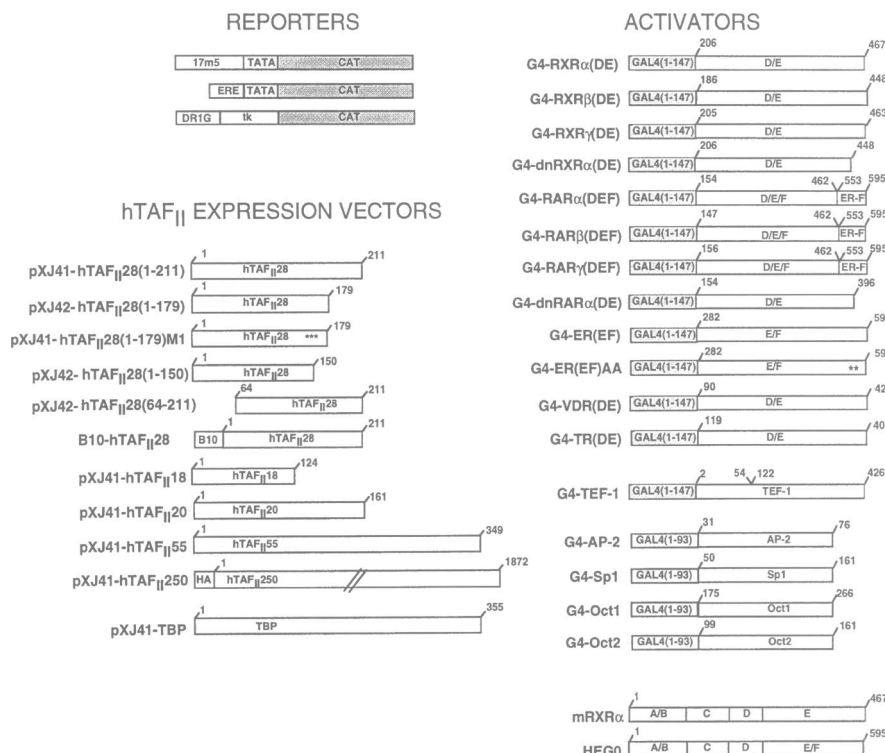 REPORTERS
17m5 TATA CAT
ERE TATA CAT
DR1G tk CAT
hTAFII EXPRESSION VECTORS
pXJ41-hTAFII28(1-211) 1 hTAFII28 211
pXJ42-hTAFII28(1-179) 1 hTAFII28 179
pXJ41-hTAFII28(1-179)M1 1 hTAFII28 *** 179
pXJ42-hTAFII28(1-150) 1 hTAFII28 150
pXJ42-hTAFII28(64-211) 64 hTAFII28 211
B10-hTAFII28 B10 1 hTAFII28 211
pXJ41-hTAFII18 1 hTAFII18 124
pXJ41-hTAFII20 1 hTAFII20 161
pXJ41-hTAFII55 1 hTAFII55 349
pXJ41-hTAFII250 HA 1 hTAFII250 1872
pXJ41-TBP 1 TBP 355
ACTIVATORS
G4-RXRα(DE) GAL4(1-147) 206 D/E 467
G4-RXRβ(DE) GAL4(1-147) 186 D/E 448
G4-RXRγ(DE) GAL4(1-147) 205 D/E 463
G4-dnRXRα(DE) GAL4(1-147) 206 D/E 448
G4-RARα(DEF) GAL4(1-147) 154 D/E/F 462 553 ER-F 595
G4-RARβ(DEF) GAL4(1-147) 147 D/E/F 462 553 ER-F 595
G4-RARγ(DEF) GAL4(1-147) 156 D/E/F 462 553 ER-F 595
G4-dnRARα(DE) GAL4(1-147) 154 D/E 396
G4-ER(EF) GAL4(1-147) 282 E/F 59
G4-ER(EF)AA GAL4(1-147) 282 E/F ** 59
G4-VDR(DE) GAL4(1-147) 90 D/E 42
G4-TR(DE) GAL4(1-147) 119 D/E 40
G4-TEF-1 GAL4(1-147) 2 54 122 TEF-1 426
G4-AP-2 GAL4(1-93) 31 AP-2 76
G4-Sp1 GAL4(1-93) 50 Sp1 161
G4-Oct1 GAL4(1-93) 175 Oct1 266
G4-Oct2 GAL4(1-93) 99 Oct2 161
mRXRα 1 A/B C D E 467
HEG0 1 A/B C D E/F 595